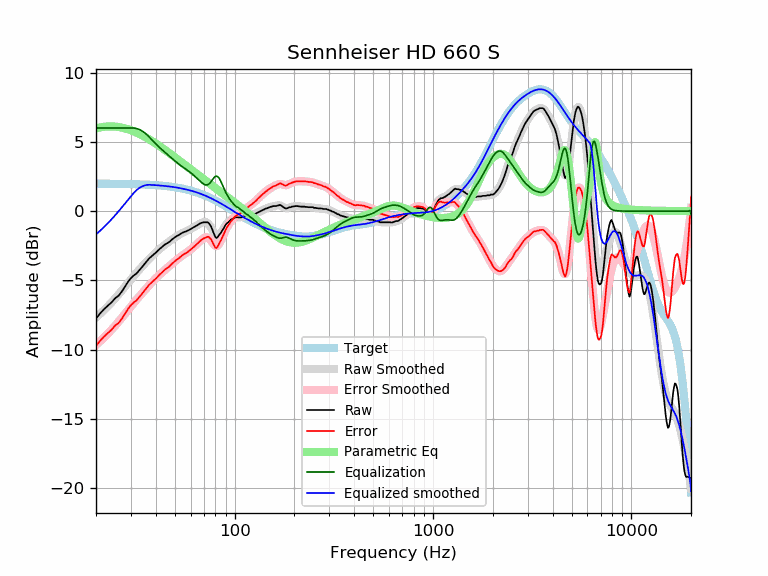 Sennheiser HD 660 S
10
5
0
−5
−10
−15
−20
Amplitude (dBr)
Target
Raw Smoothed
Error Smoothed
Raw
Error
Parametric Eq
Equalization
Equalized smoothed
100
1000
10000
Frequency (Hz)